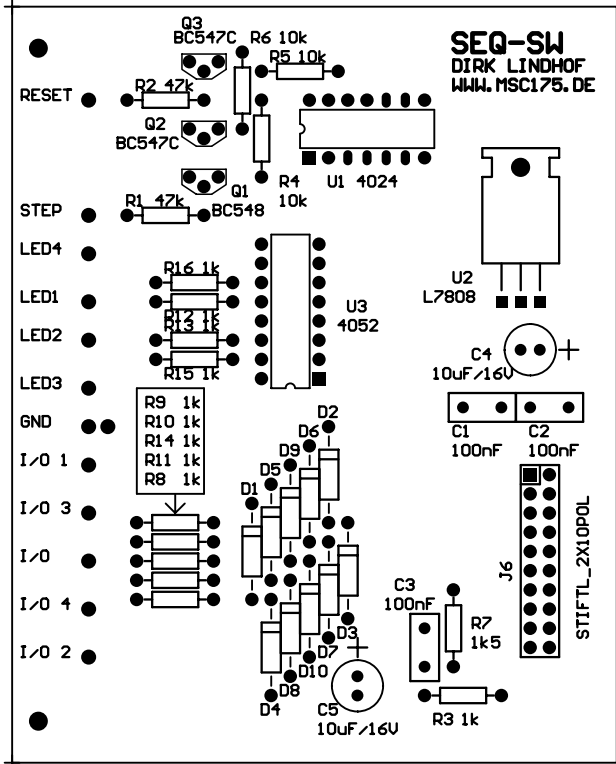 Q3
BC547C
R6 10k
R5 10k
SEQ-SW
DIRK LINDHOF
WWW.MSC175.DE
RESET
R2 47k
Q2
BC547C
U1 4024
R4
10k
Q1
BC548
R1 47k
STEP
LED4
R16 1k
U2
L7808
LED1
R12 1k
R13 1k
U3
4052
LED2
C4
10uF/16V
LED3
R15 1k
R9 1k
R10 1k
R14 1k
R11 1k
R8 1k
GND
D2
C1
100nF
C2
100nF
D6
D9
D5
D1
I/O 1
I/O 3
I/O
I/O 4
I/O 2
J6
STIFTL_2X10POL
C3
100nF
R7
1k5
D3
D7
D10
D8
D4
C5
10uF/16V
R3 1k